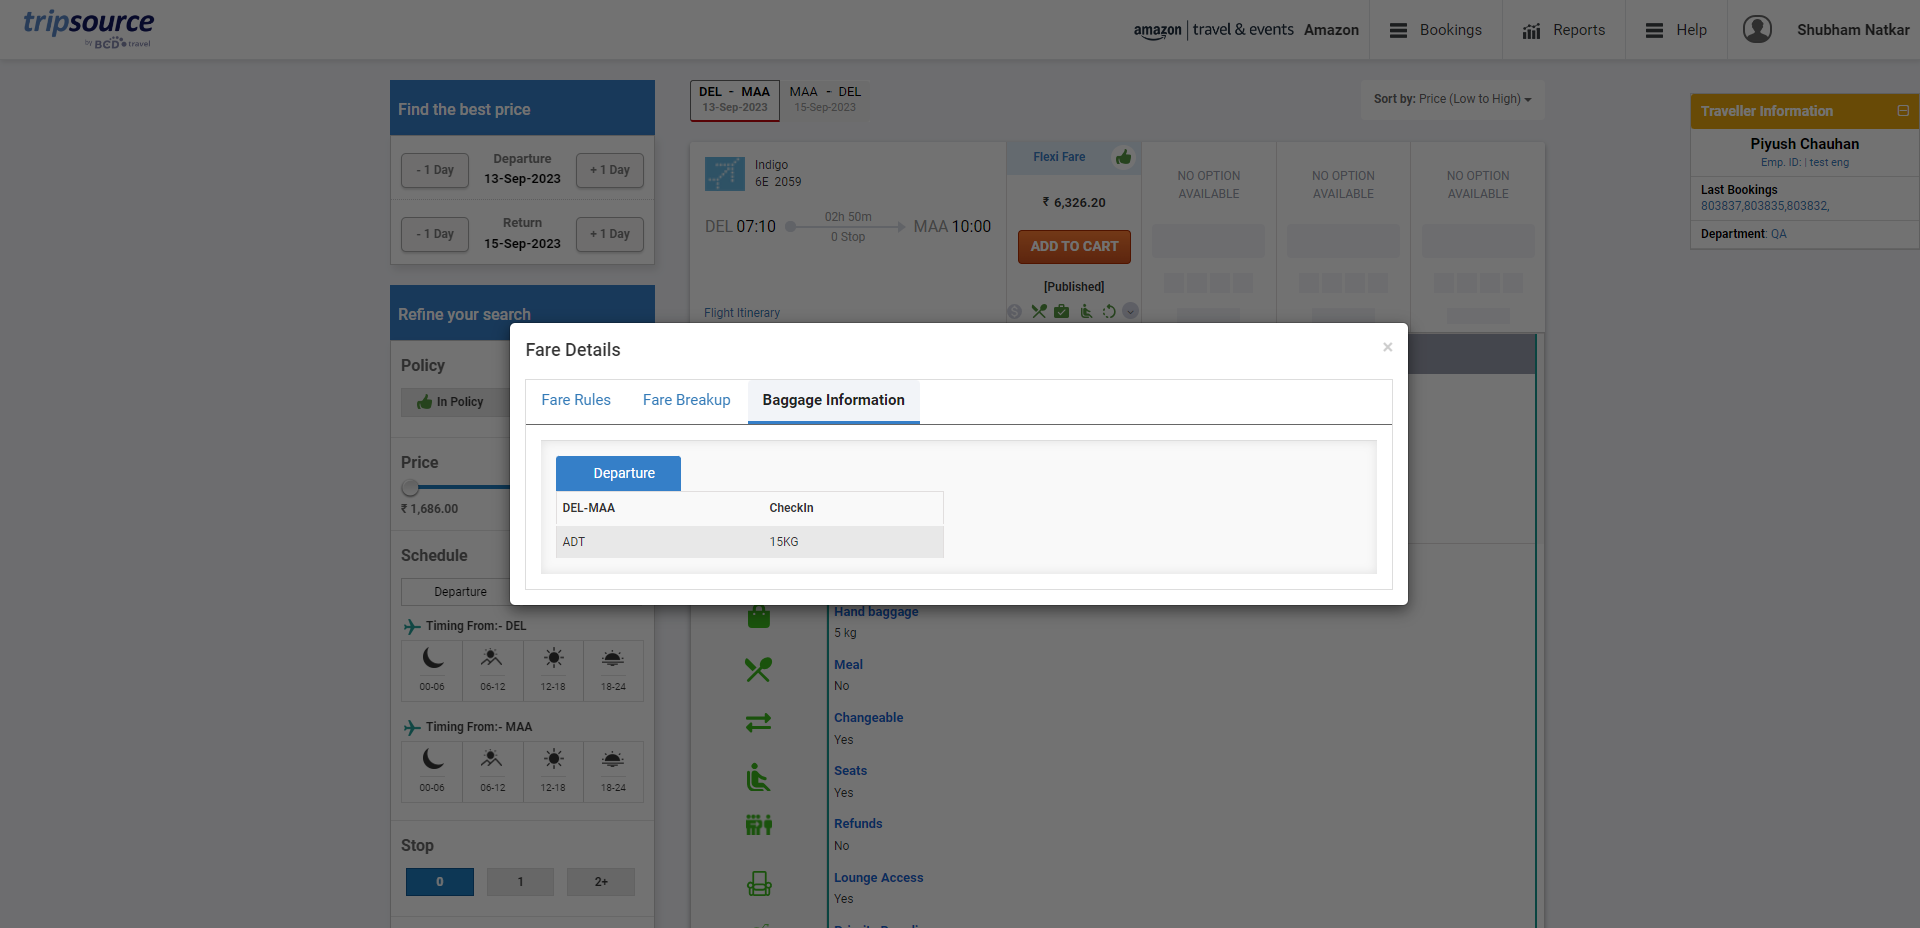 tripsource
by BCD travel
amazon | travel & events Amazon
Bookings
Reports
Help
Shubham Natkar
Find the best price
- 1 Day
Departure
13-Sep-2023
+ 1 Day
- 1 Day
Return
15-Sep-2023
+ 1 Day
Refine your search
Policy
In Policy
Price
₹ 1,686.00
Schedule
Departure
Timing From:- DEL
00-06 06-12 12-18 18-24
Timing From:- MAA
00-06 06-12 12-18 18-24
Stop
0 1 2+
DEL - MAA
13-Sep-2023
MAA - DEL
15-Sep-2023
Sort by: Price (Low to High)
Indigo
6E 2059
DEL 07:10
02h 50m
0 Stop
MAA 10:00
Flight Itinerary
Flexi Fare
₹ 6,326.20
ADD TO CART
[Published]
NO OPTION
AVAILABLE
NO OPTION
AVAILABLE
NO OPTION
AVAILABLE
Traveller Information
Piyush Chauhan
Emp. ID: | test eng
Last Bookings
803837,803835,803832,
Department: QA
Fare Details
×
Fare Rules Fare Breakup Baggage Information
Departure
DEL-MAA CheckIn
ADT 15KG
Hand baggage
5 kg
Meal
No
Changeable
Yes
Seats
Yes
Refunds
No
Lounge Access
Yes